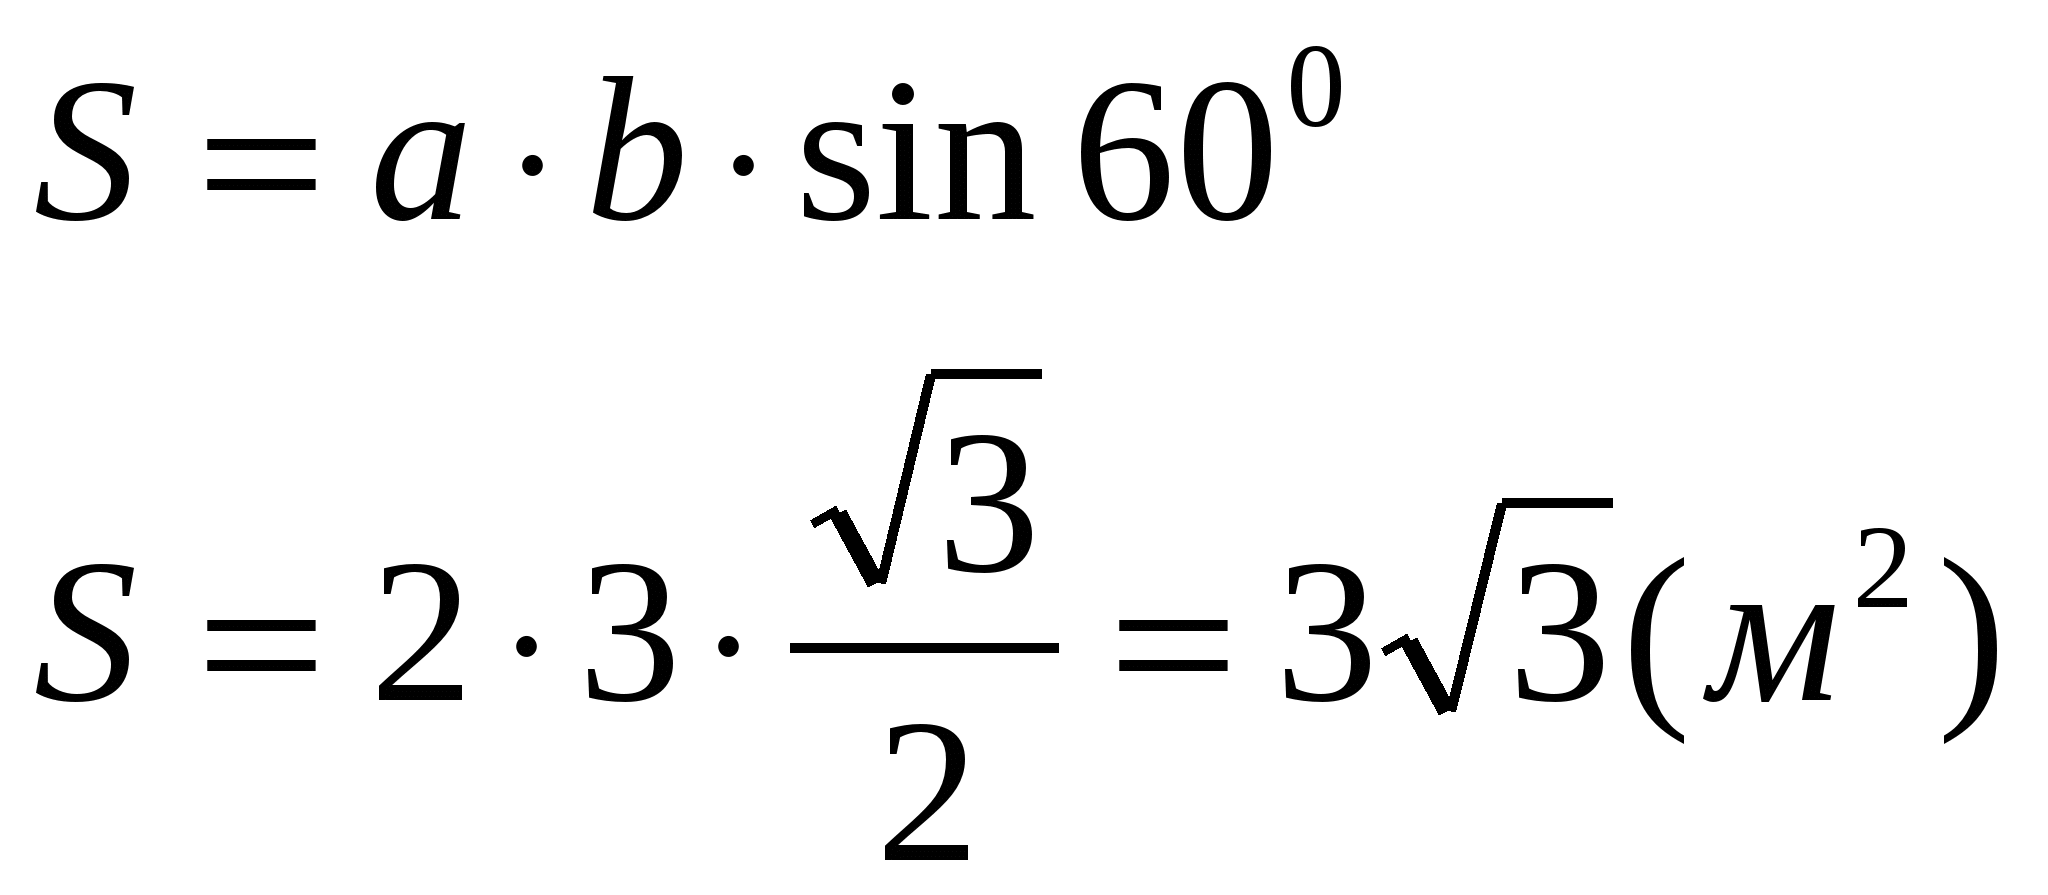 S = a · b · sin 60⁰
S = 2 · 3 · √3/2 = 3√3(м²)